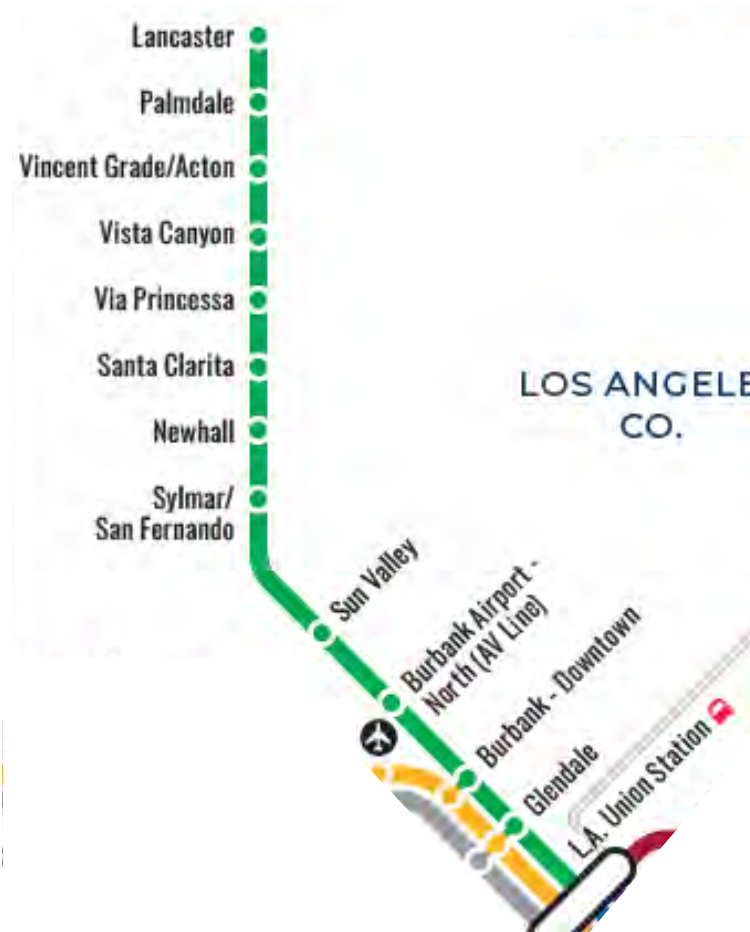 Lancaster
Palmdale
Vincent Grade/Acton
Vista Canyon
Via Princessa
Santa Clarita
LOS ANGELE
CO.
Newhall
Sylmar/
San Fernando
Sun Valley
Burbank Airport -
North (AV Line)
Burbank - Downtown
Glendale
L.A. Union Station